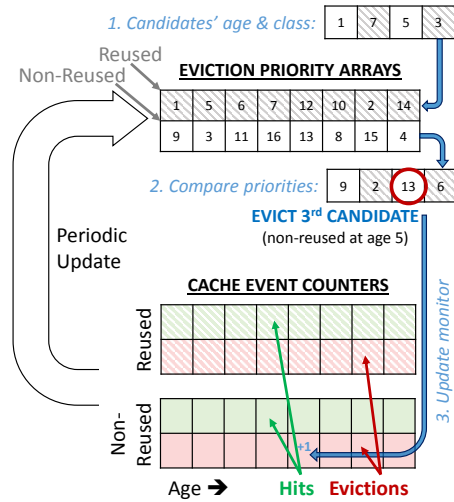 1. Candidates' age & class: 1 7 5 3
Reused
Non-Reused
EVICTION PRIORITY ARRAYS
1 5 6 7 12 10 2 14
9 3 11 16 13 8 15 4
2. Compare priorities: 9 2 13 6
EVICT 3rd CANDIDATE
(non-reused at age 5)
Periodic
Update
CACHE EVENT COUNTERS
Reused
Non-
Reused
+1
3. Update monitor
Age ➔ Hits Evictions